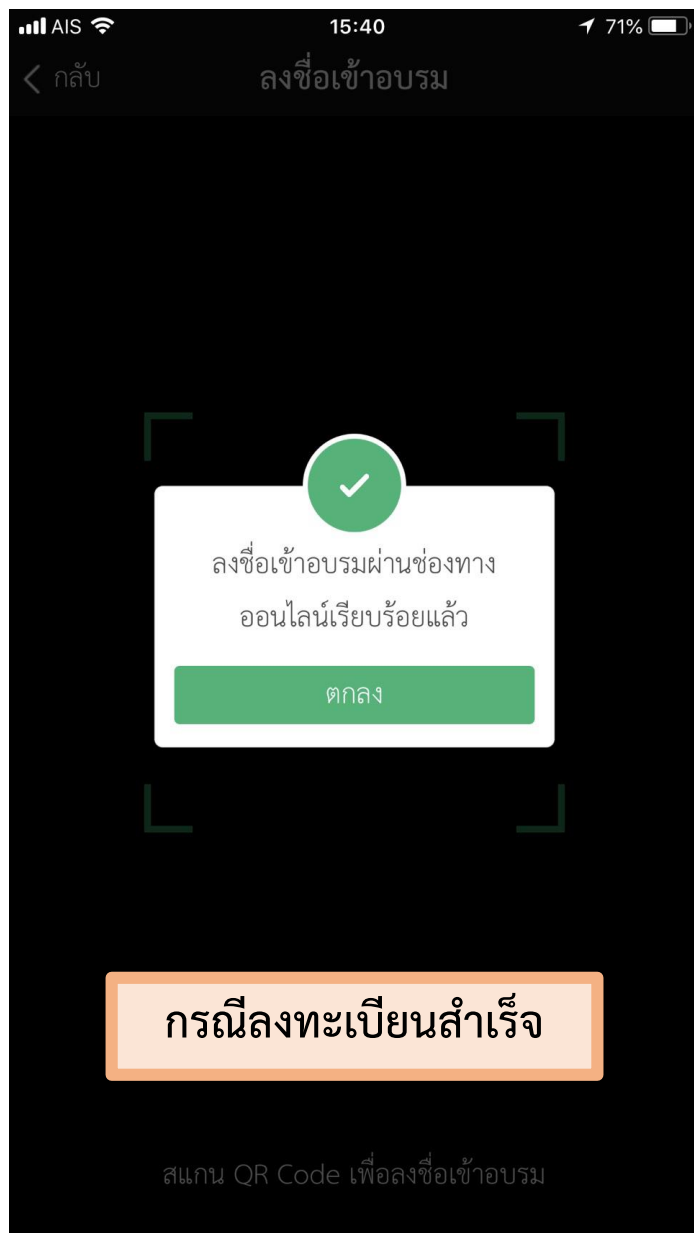 AIS 15:40 71%
กลับ ลงชื่อเข้าอบรม
ลงชื่อเข้าอบรมผ่านช่องทาง
ออนไลน์เรียบร้อยแล้ว
ตกลง
กรณีลงทะเบียนสำเร็จ
สแกน QR Code เพื่อลงชื่อเข้าอบรม